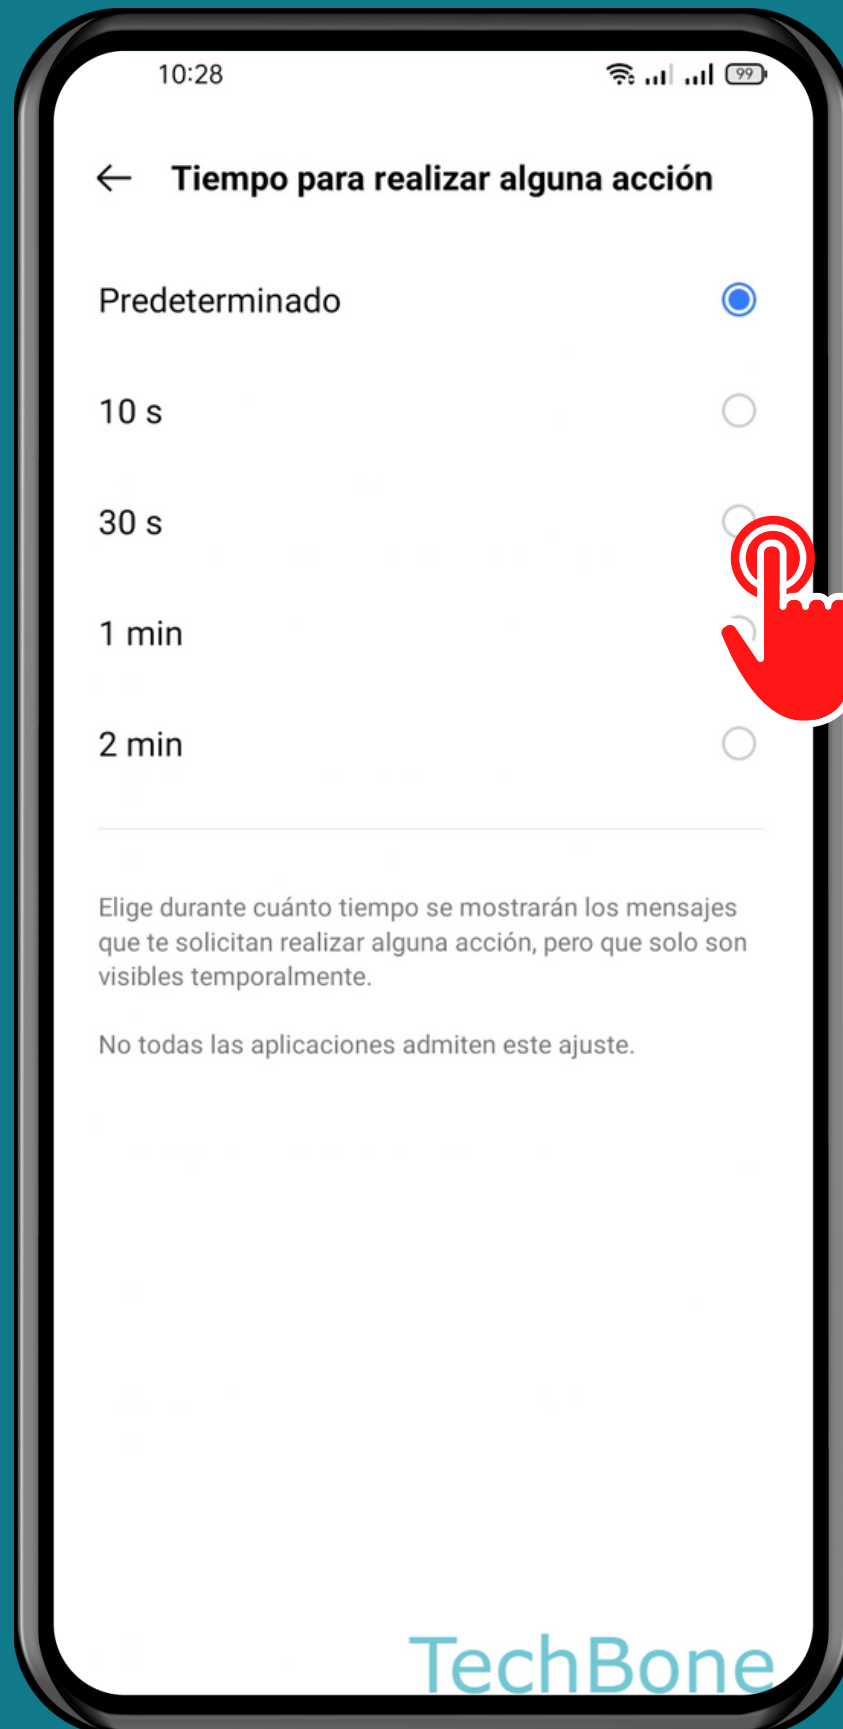 10:28
99
Tiempo para realizar alguna acción
Predeterminado
10 s
30 s
1 min
2 min
Elige durante cuánto tiempo se mostrarán los mensajes
que te solicitan realizar alguna acción, pero que solo son
visibles temporalmente.
No todas las aplicaciones admiten este ajuste.
TechBone